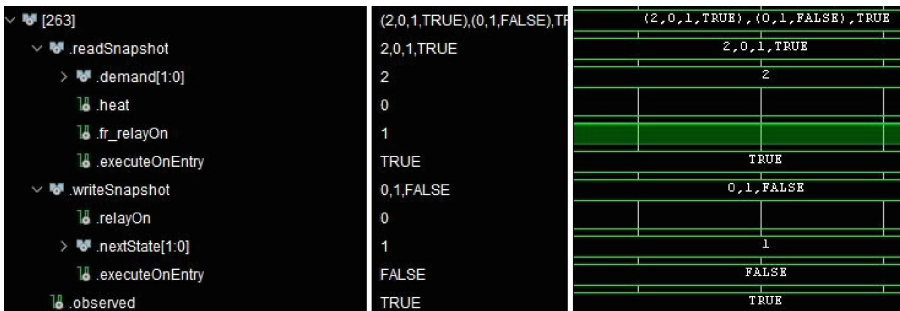 [263] (2,0,1,TRUE),(0,1,FALSE),TF (2,0,1,TRUE),(0,1,FALSE),TRUE
.readSnapshot 2,0,1,TRUE 2,0,1,TRUE
.demand[1:0] 2 2
.heat 0
.fr_relayOn 1
.executeOnEntry TRUE TRUE
.writeSnapshot 0,1,FALSE 0,1,FALSE
.relayOn 0
.nextState[1:0] 1 1
.executeOnEntry FALSE FALSE
.observed TRUE TRUE